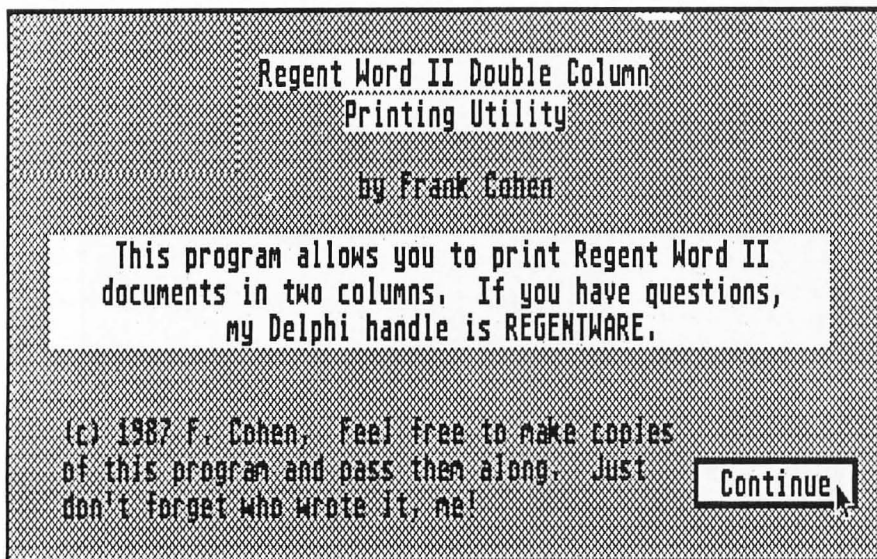 Regent Word II Double Column
Printing Utility
by Frank Cohen
This program allows you to print Regent Word II
documents in two columns.  If you have questions,
my Delphi handle is REGENTWARE.
(c) 1987 F. Cohen,  Feel free to make copies
of this program and pass them along.  Just
don't forget who wrote it, me!
Continue